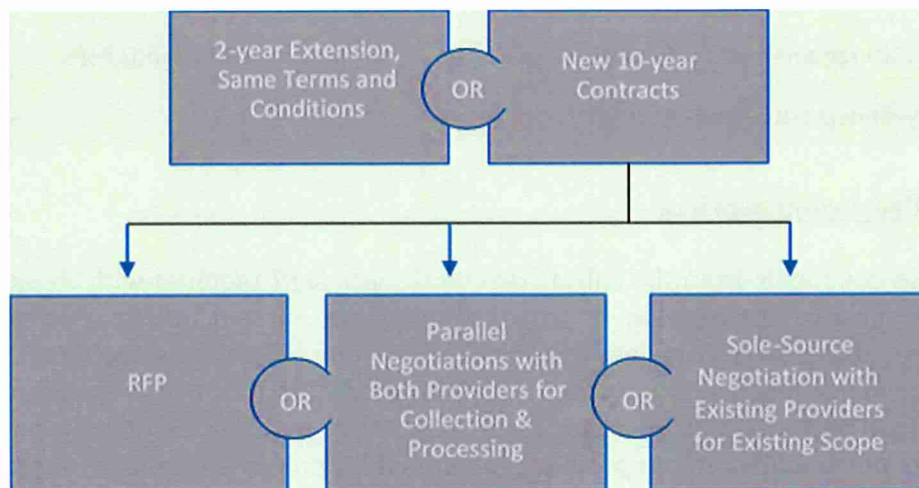 2-year Extension,
Same Terms and
Conditions
OR
New 10-year
Contracts
RFP
OR
Parallel
Negotiations with
Both Providers for
Collection &
Processing
OR
Sole-Source
Negotiation with
Existing Providers
for Existing Scope